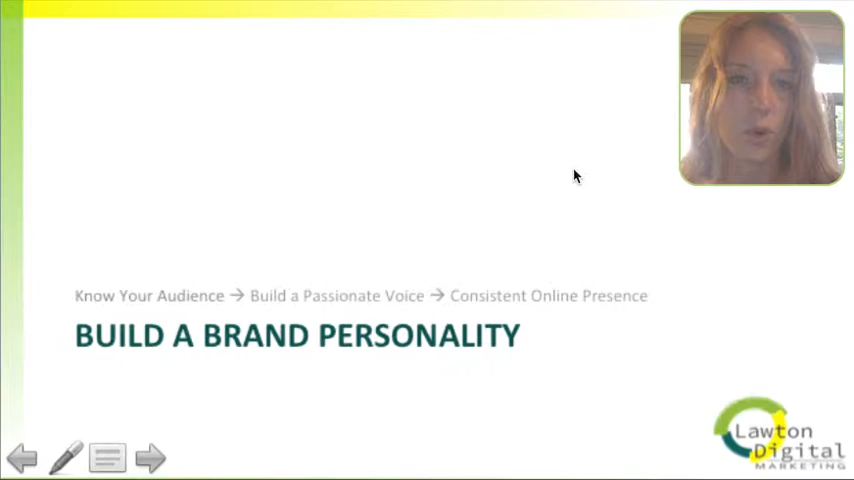 Know Your Audience → Build a Passionate Voice → Consistent Online Presence
BUILD A BRAND PERSONALITY
Lawton
Digital
MARKETING